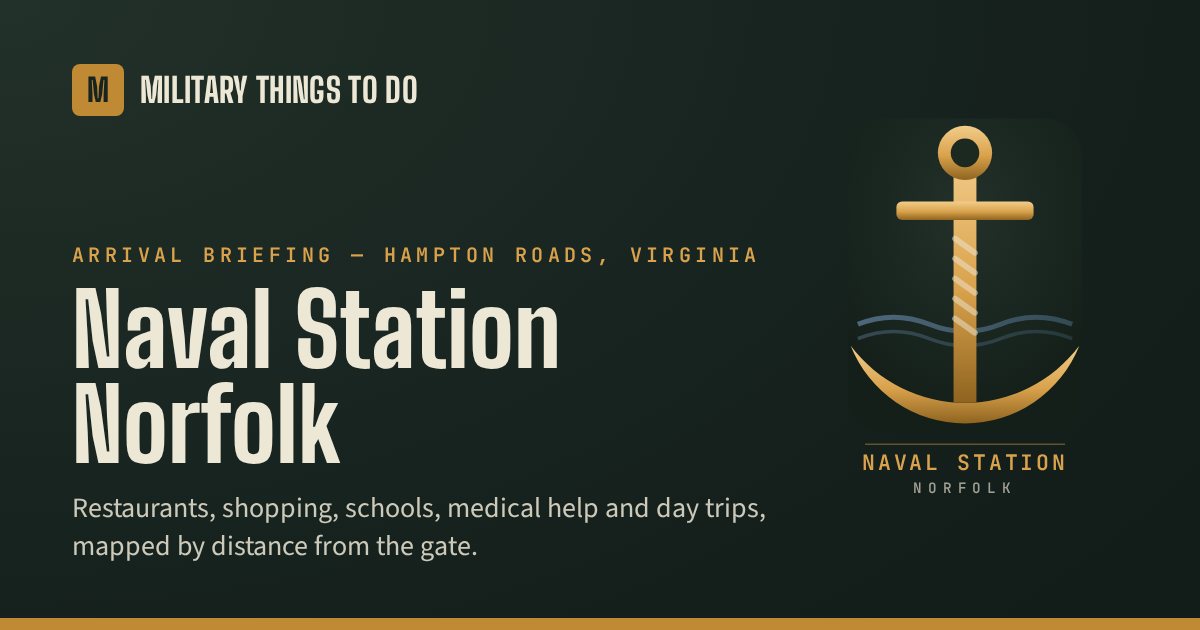 M
MILITARY THINGS TO DO
ARRIVAL BRIEFING — HAMPTON ROADS, VIRGINIA
Naval Station
Norfolk
Restaurants, shopping, schools, medical help and day trips,
mapped by distance from the gate.
NAVAL STATION
NORFOLK